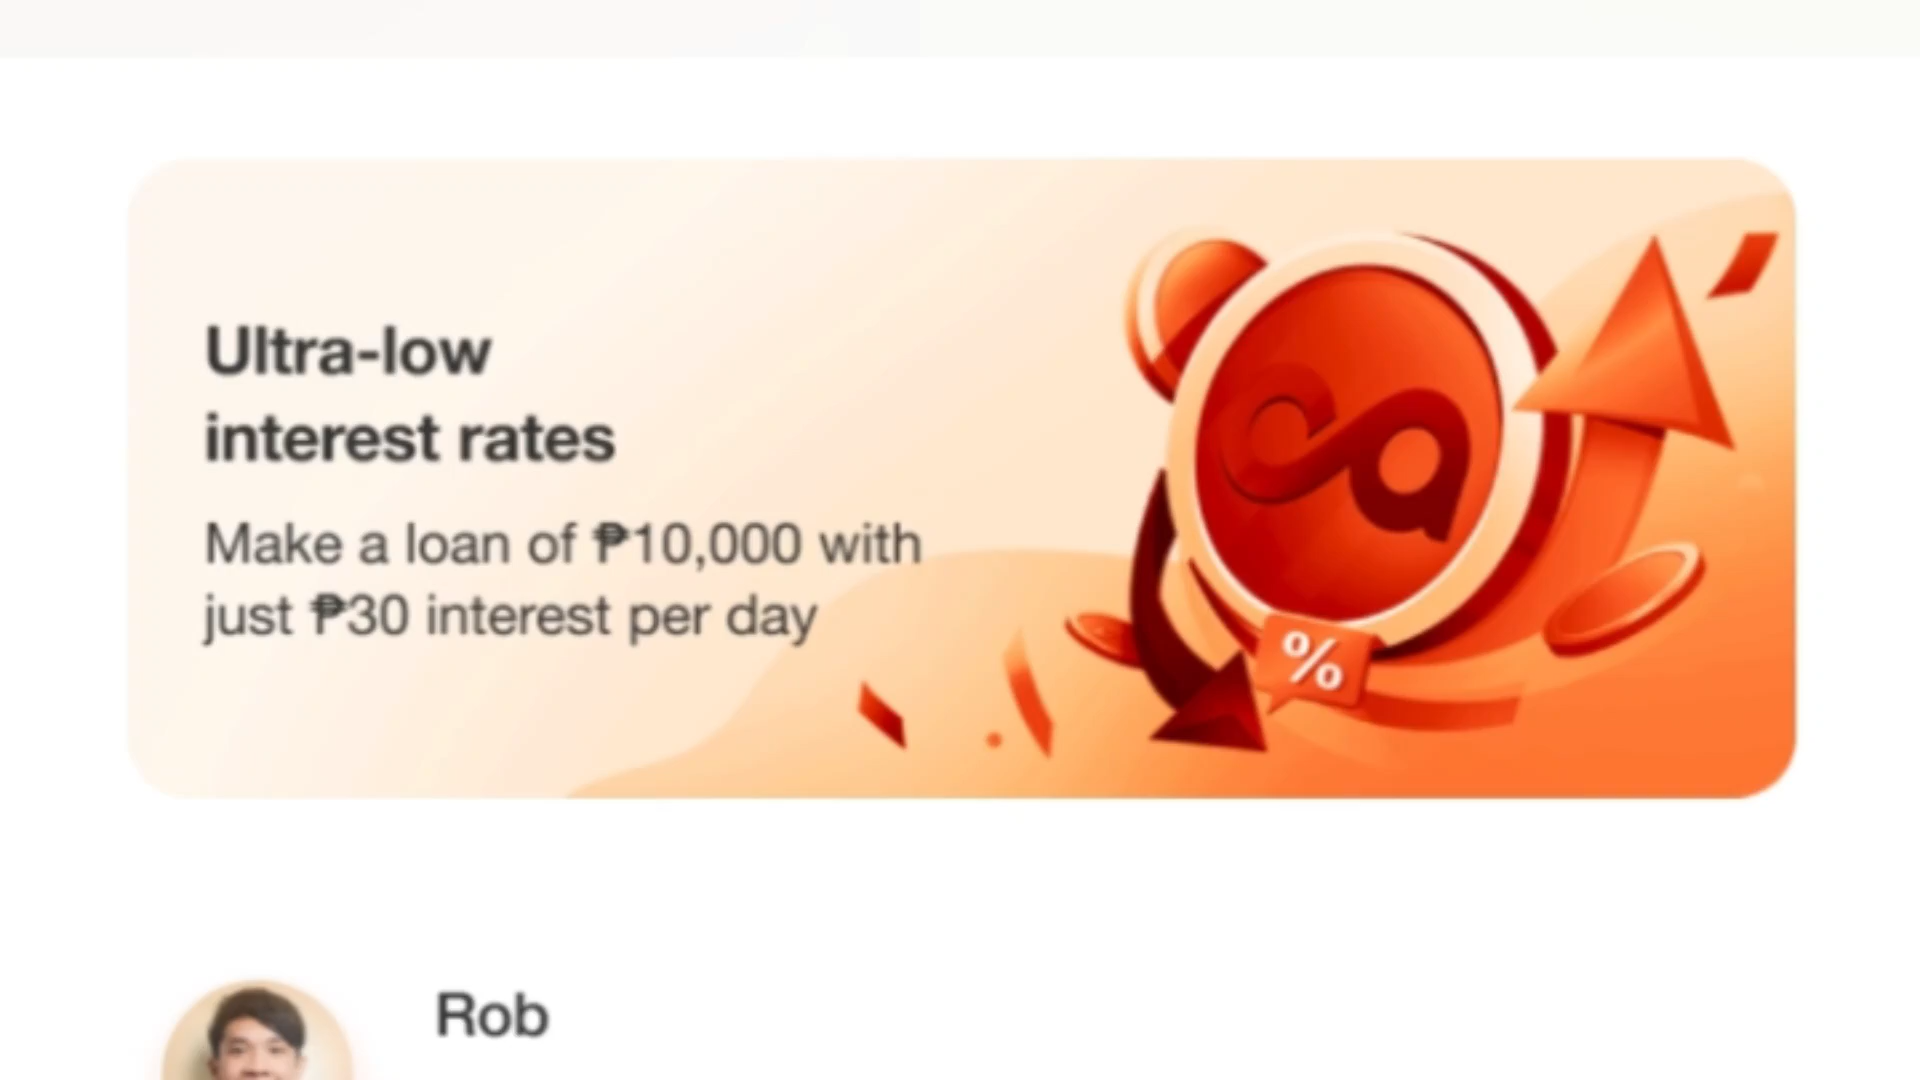 Ultra-low
interest rates
Make a loan of ₱10,000 with
just ₱30 interest per day
%
Rob